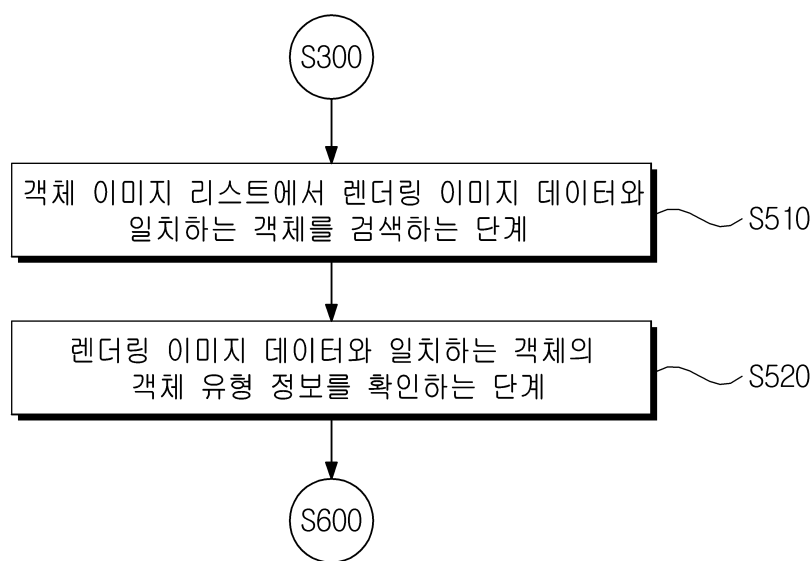 S300
객체 이미지 리스트에서 렌더링 이미지 데이터와
일치하는 객체를 검색하는 단계
S510
렌더링 이미지 데이터와 일치하는 객체의
객체 유형 정보를 확인하는 단계
S520
S600